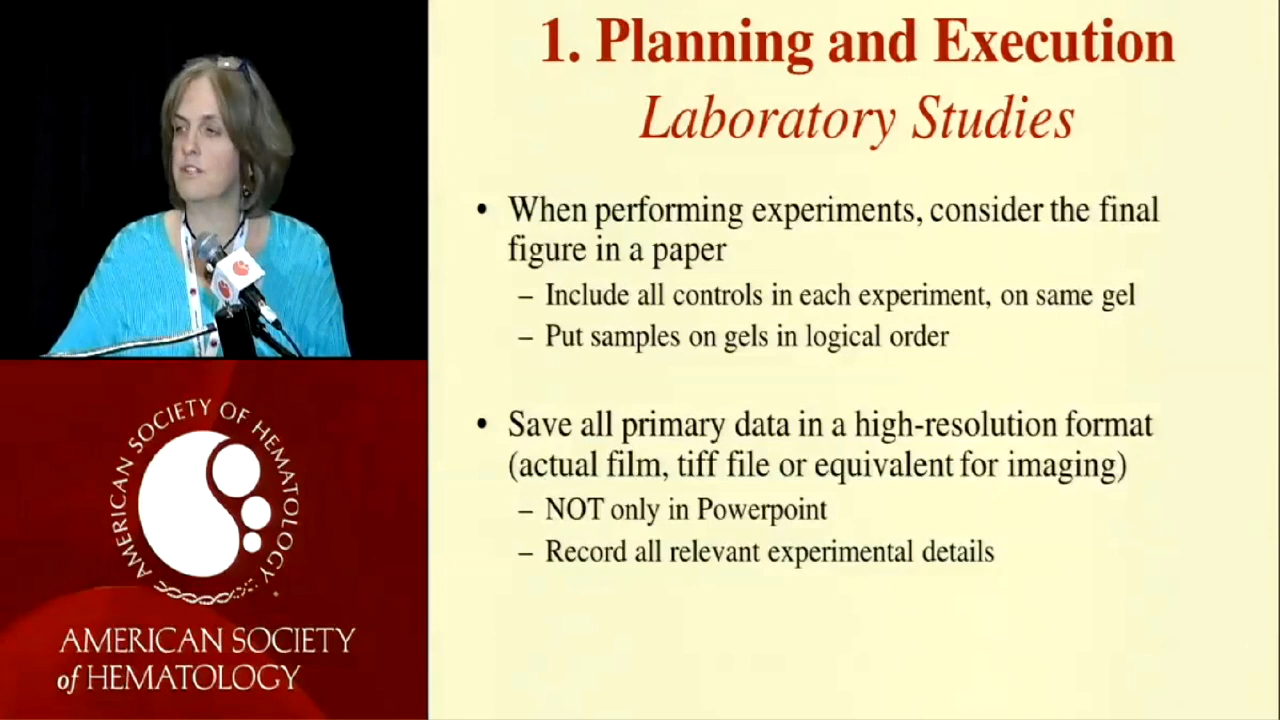 1. Planning and Execution
Laboratory Studies
• When performing experiments, consider the final
figure in a paper
– Include all controls in each experiment, on same gel
– Put samples on gels in logical order
• Save all primary data in a high-resolution format
(actual film, tiff file or equivalent for imaging)
– NOT only in Powerpoint
– Record all relevant experimental details
AMERICAN SOCIETY OF HEMATOLOGY
AMERICAN SOCIETY
of HEMATOLOGY